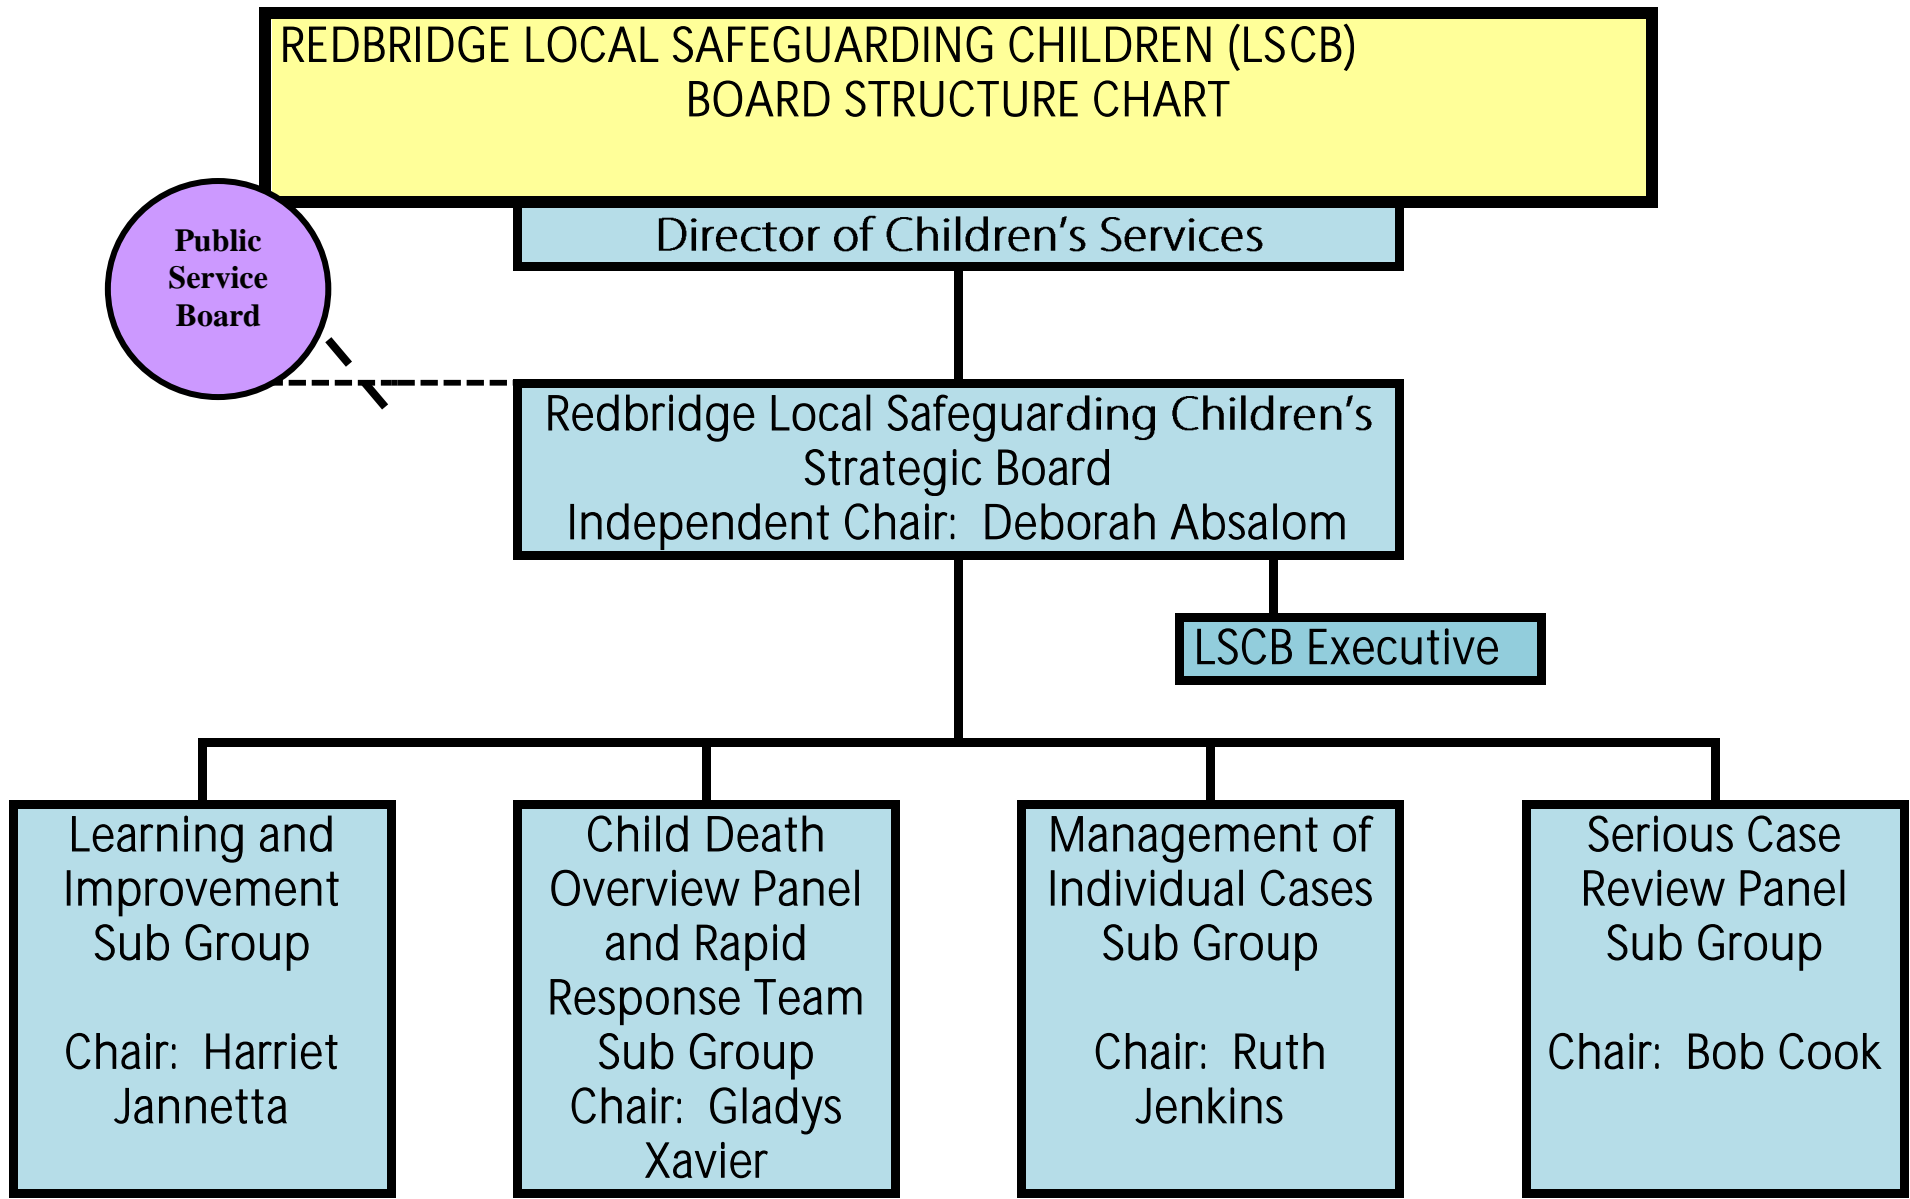 REDBRIDGE LOCAL SAFEGUARDING CHILDREN (LSCB)
BOARD STRUCTURE CHART
Public
Service
Board
Director of Children's Services
Redbridge Local Safeguarding Children's
Strategic Board
Independent Chair: Deborah Absalom
LSCB Executive
Learning and
Improvement
Sub Group
Chair: Harriet
Jannetta
Child Death
Overview Panel
and Rapid
Response Team
Sub Group
Chair: Gladys
Xavier
Management of
Individual Cases
Sub Group
Chair: Ruth
Jenkins
Serious Case
Review Panel
Sub Group
Chair: Bob Cook